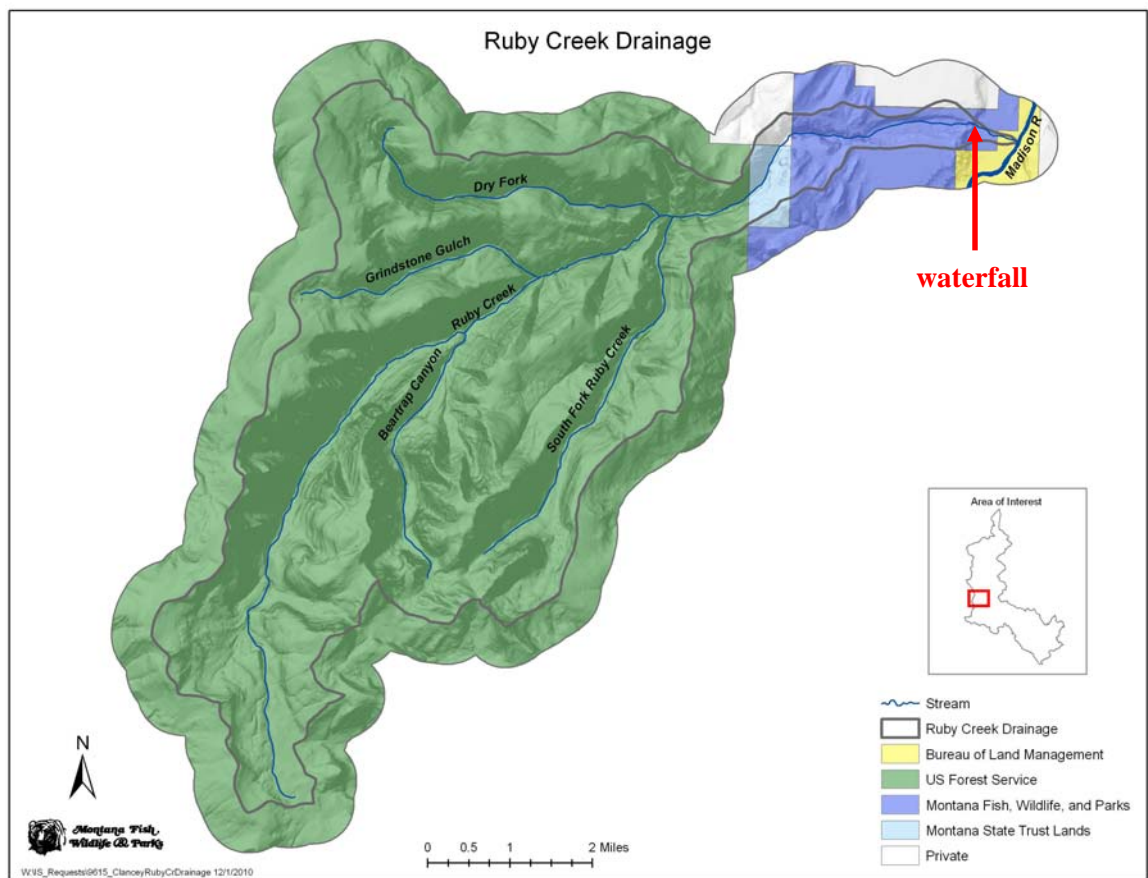 Ruby Creek Drainage
Madison R
waterfall
Dry Fork
Grindstone Gulch
Ruby Creek
Beartrap Canyon
South Fork Ruby Creek
Area of Interest
Stream
Ruby Creek Drainage
Bureau of Land Management
US Forest Service
Montana Fish, Wildlife, and Parks
Montana State Trust Lands
Private
N
Montana Fish,
Wildlife & Parks
0 0.5 1 2 Miles
W:\IS_Requests\9615_ClanceyRubyCrDrainage 12/1/2010